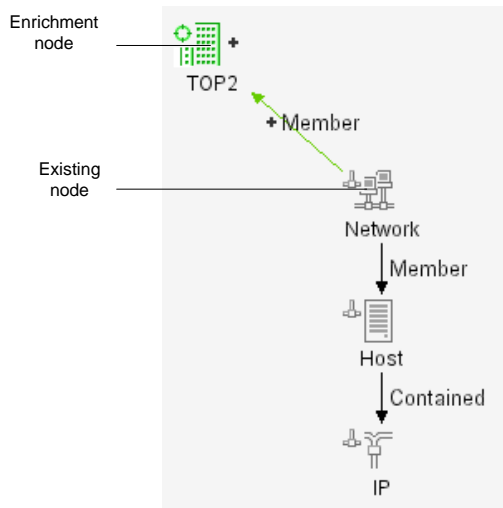 Enrichment
node
TOP2
Member
Existing
node
Network
Member
Host
Contained
IP